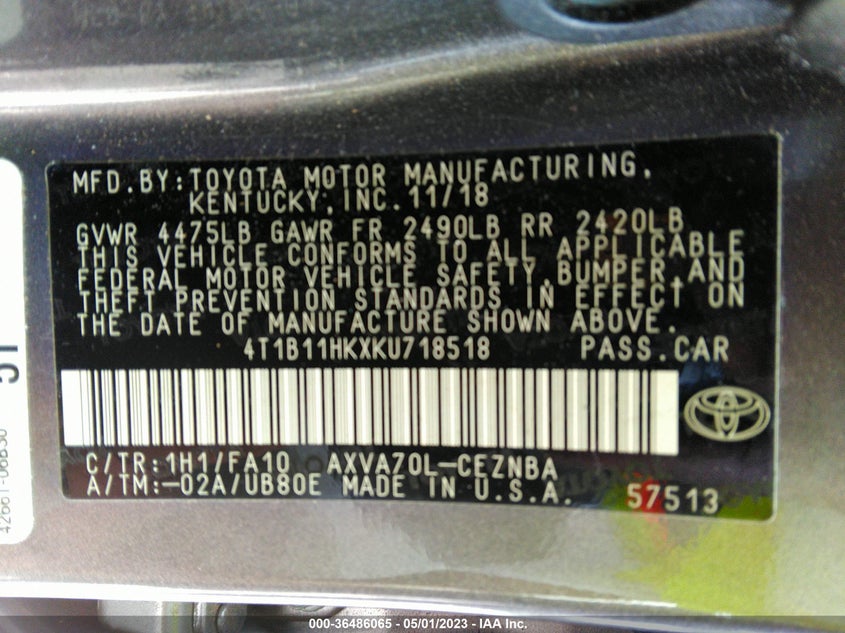 MFD.BY:TOYOTA MOTOR MANUFACTURING,
KENTUCKY,INC.11/18
GVWR 4475LB GAWR FR 2490LB RR 2420LB
THIS VEHICLE CONFORMS TO ALL APPLICABLE
FEDERAL MOTOR VEHICLE SAFETY,BUMPER,AND
THEFT PREVENTION STANDARDS IN EFFECT ON
THE DATE OF MANUFACTURE SHOWN ABOVE.
4T1B11HKXKU718518 PASS.CAR
C/TR:1H1/FA10 AXVA70L-CEZNBA
A/TM:-02A/UB80E MADE IN U.S.A. 57513
42661-06B30
000-36486065 - 05/01/2023 - IAA Inc.